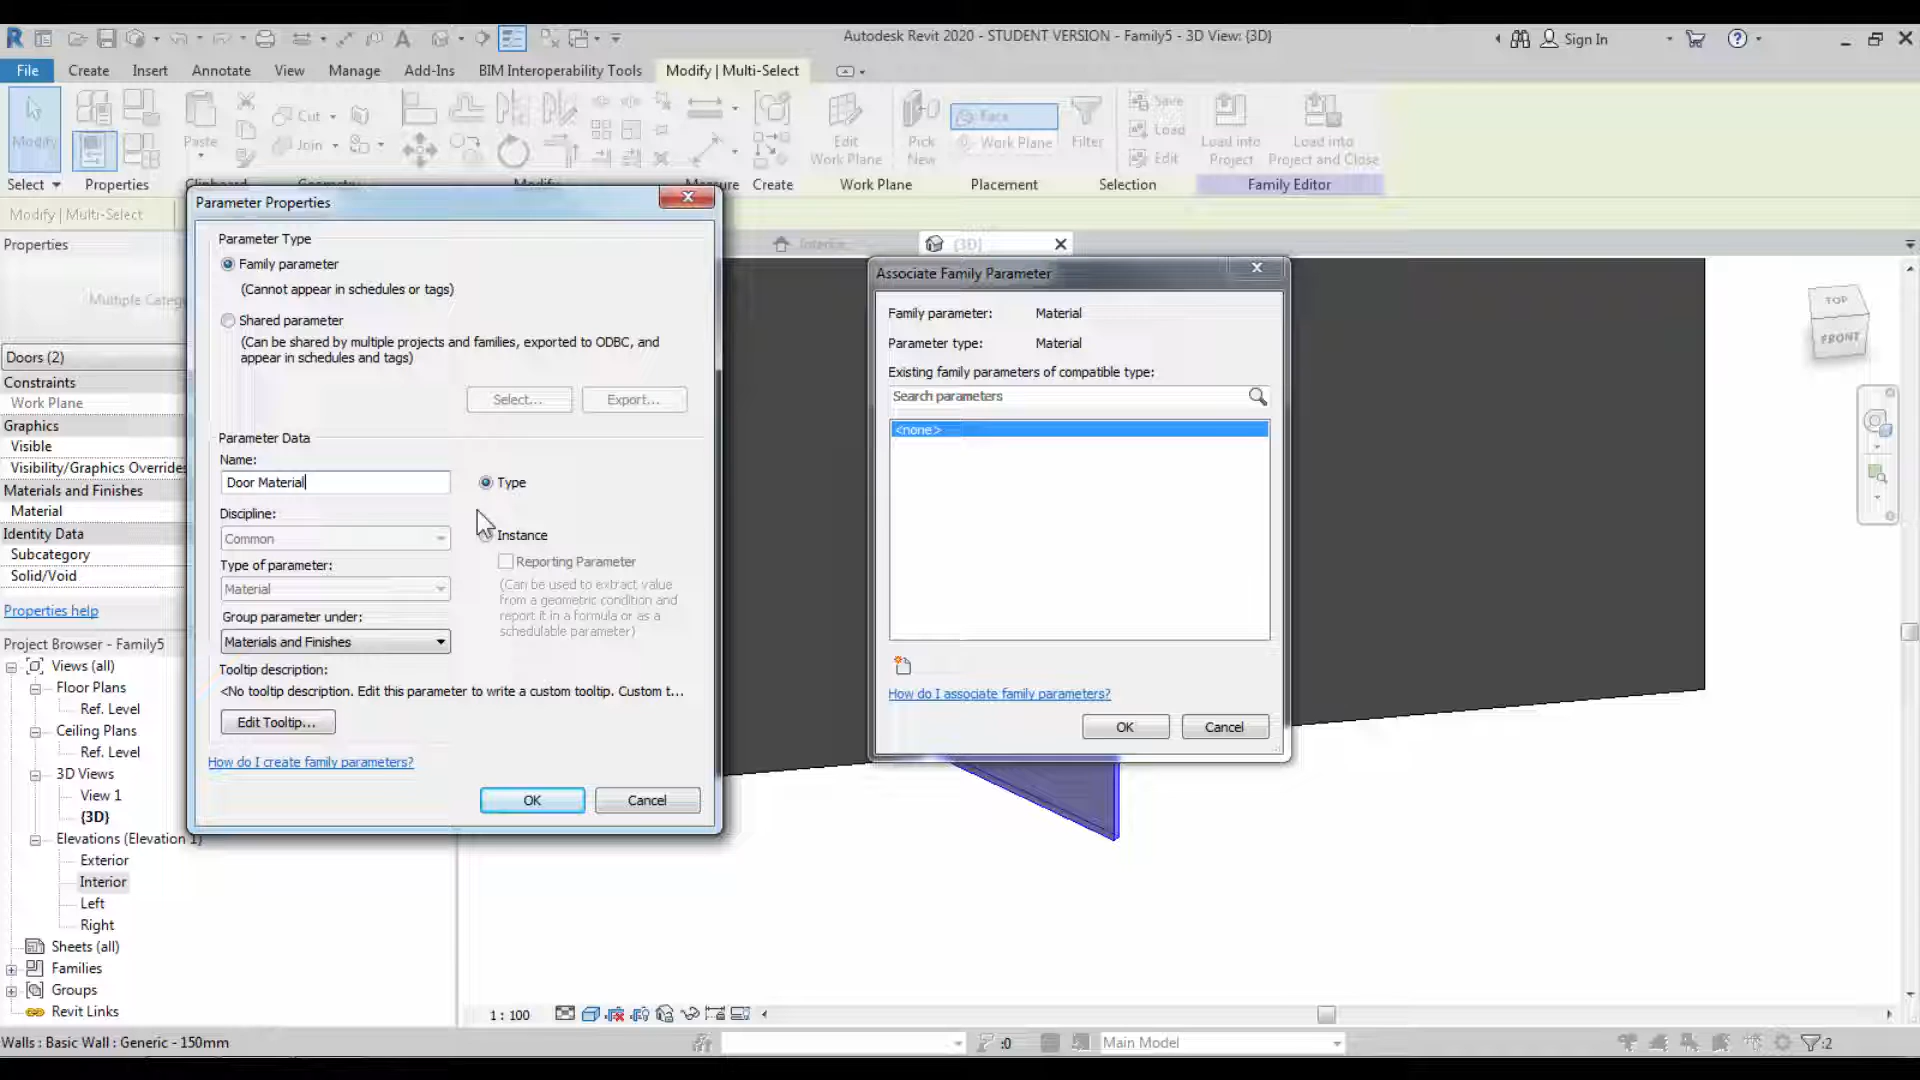 Autodesk Revit 2020 - STUDENT VERSION - Family5 - 3D View: {3D}
Sign In
File
Create
Insert
Annotate
View
Manage
Add-Ins
BIM Interoperability Tools
Modify | Multi-Select
Modify
Paste
Cut
Join
Edit
Work Plane
Pick
New
Face
Work Plane
Filter
Save
Load
Edit
Load into
Project
Load into
Project and Close
Select
Properties
Create
Work Plane
Placement
Selection
Family Editor
Modify | Multi-Select
Properties
Doors (2)
Constraints
Work Plane
Graphics
Visible
Visibility/Graphics Overrides
Materials and Finishes
Material
Identity Data
Subcategory
Solid/Void
Properties help
Project Browser - Family5
Views (all)
Floor Plans
Ref. Level
Ceiling Plans
Ref. Level
3D Views
View 1
{3D}
Elevations (Elevation 1)
Exterior
Interior
Left
Right
Sheets (all)
Families
Groups
Revit Links
Parameter Properties
Parameter Type
Family parameter
(Cannot appear in schedules or tags)
Shared parameter
(Can be shared by multiple projects and families, exported to ODBC, and
appear in schedules and tags)
Select...
Export...
Parameter Data
Name:
Door Material
Type
Discipline:
Common
Instance
Reporting Parameter
Type of parameter:
Material
(Can be used to extract value
from a geometric condition and
report it in a formula or as a
schedulable parameter)
Group parameter under:
Materials and Finishes
Tooltip description:
<No tooltip description. Edit this parameter to write a custom tooltip. Custom t...
Edit Tooltip...
How do I create family parameters?
OK
Cancel
{3D}
Associate Family Parameter
Family parameter:
Material
Parameter type:
Material
Existing family parameters of compatible type:
Search parameters
<none>
How do I associate family parameters?
OK
Cancel
TOP
FRONT
1 : 100
Walls : Basic Wall : Generic - 150mm
:0
Main Model
:2